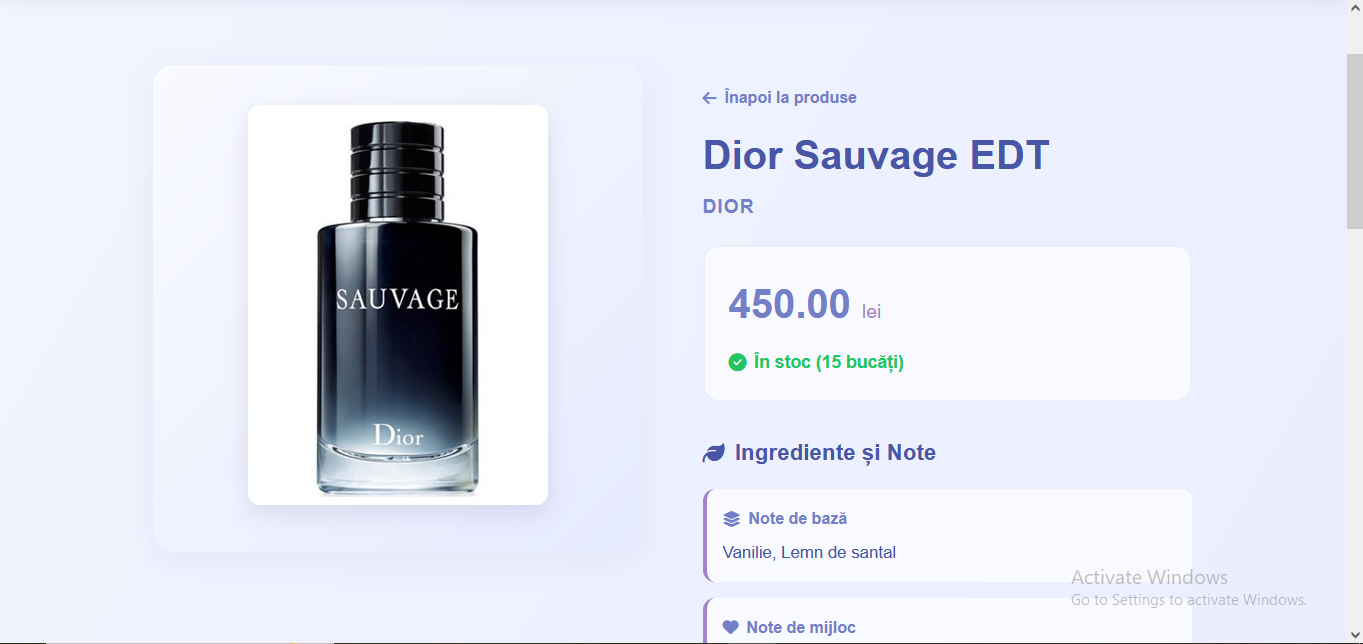 SAUVAGE
Dior
Înapoi la produse
Dior Sauvage EDT
DIOR
450.00 lei
În stoc (15 bucăți)
Ingrediente și Note
Note de bază
Vanilie, Lemn de santal
Note de mijloc
Activate Windows
Go to Settings to activate Windows.